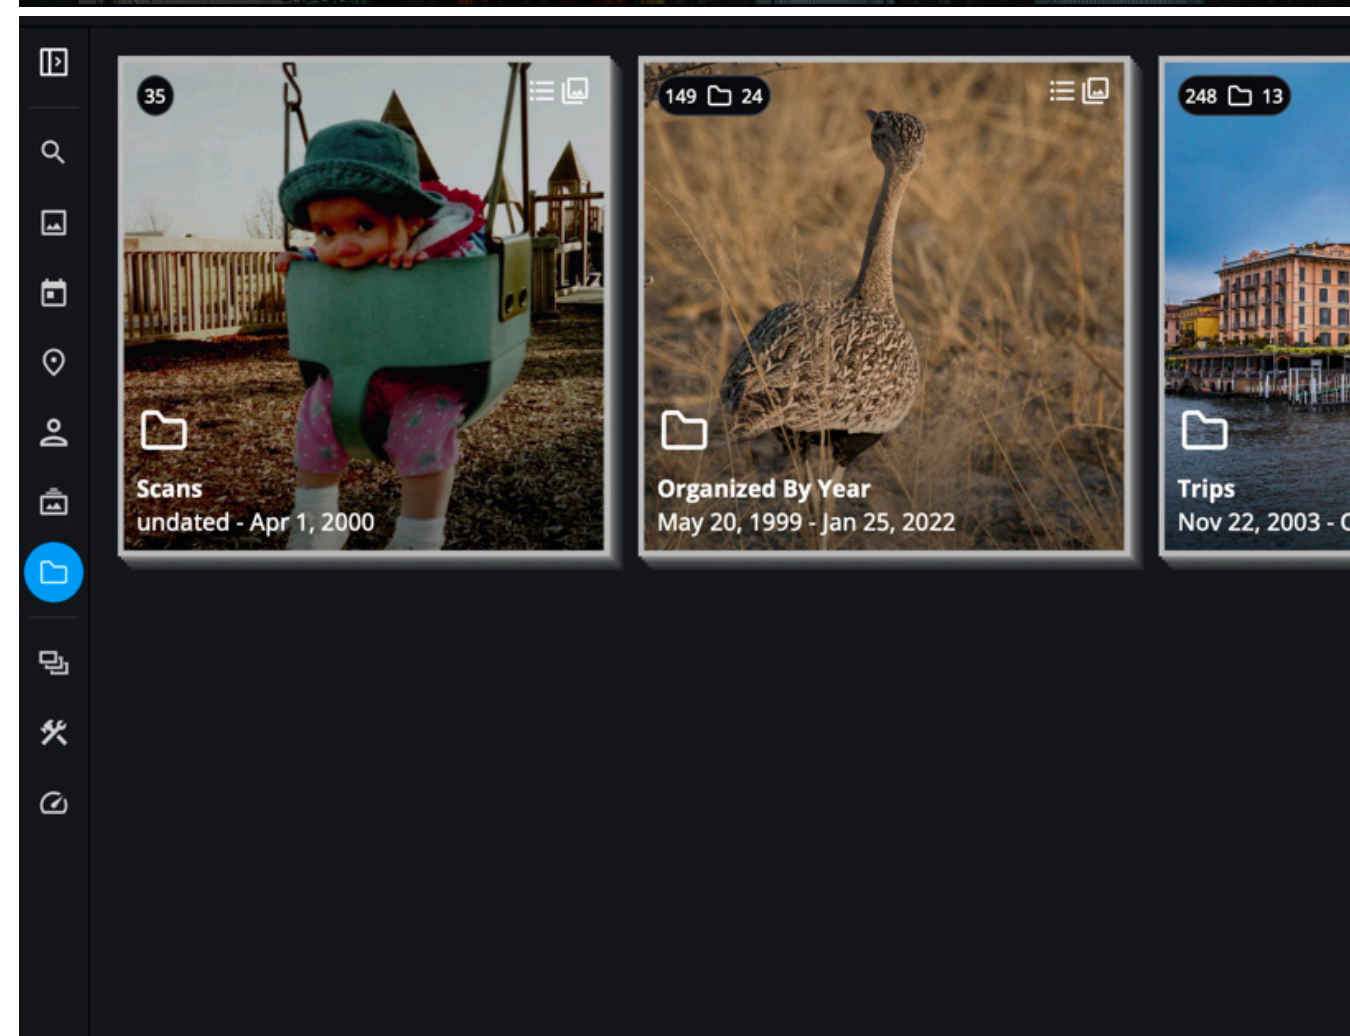 35
Scans
undated - Apr 1, 2000
149 24
Organized By Year
May 20, 1999 - Jan 25, 2022
248 13
Trips
Nov 22, 2003 -